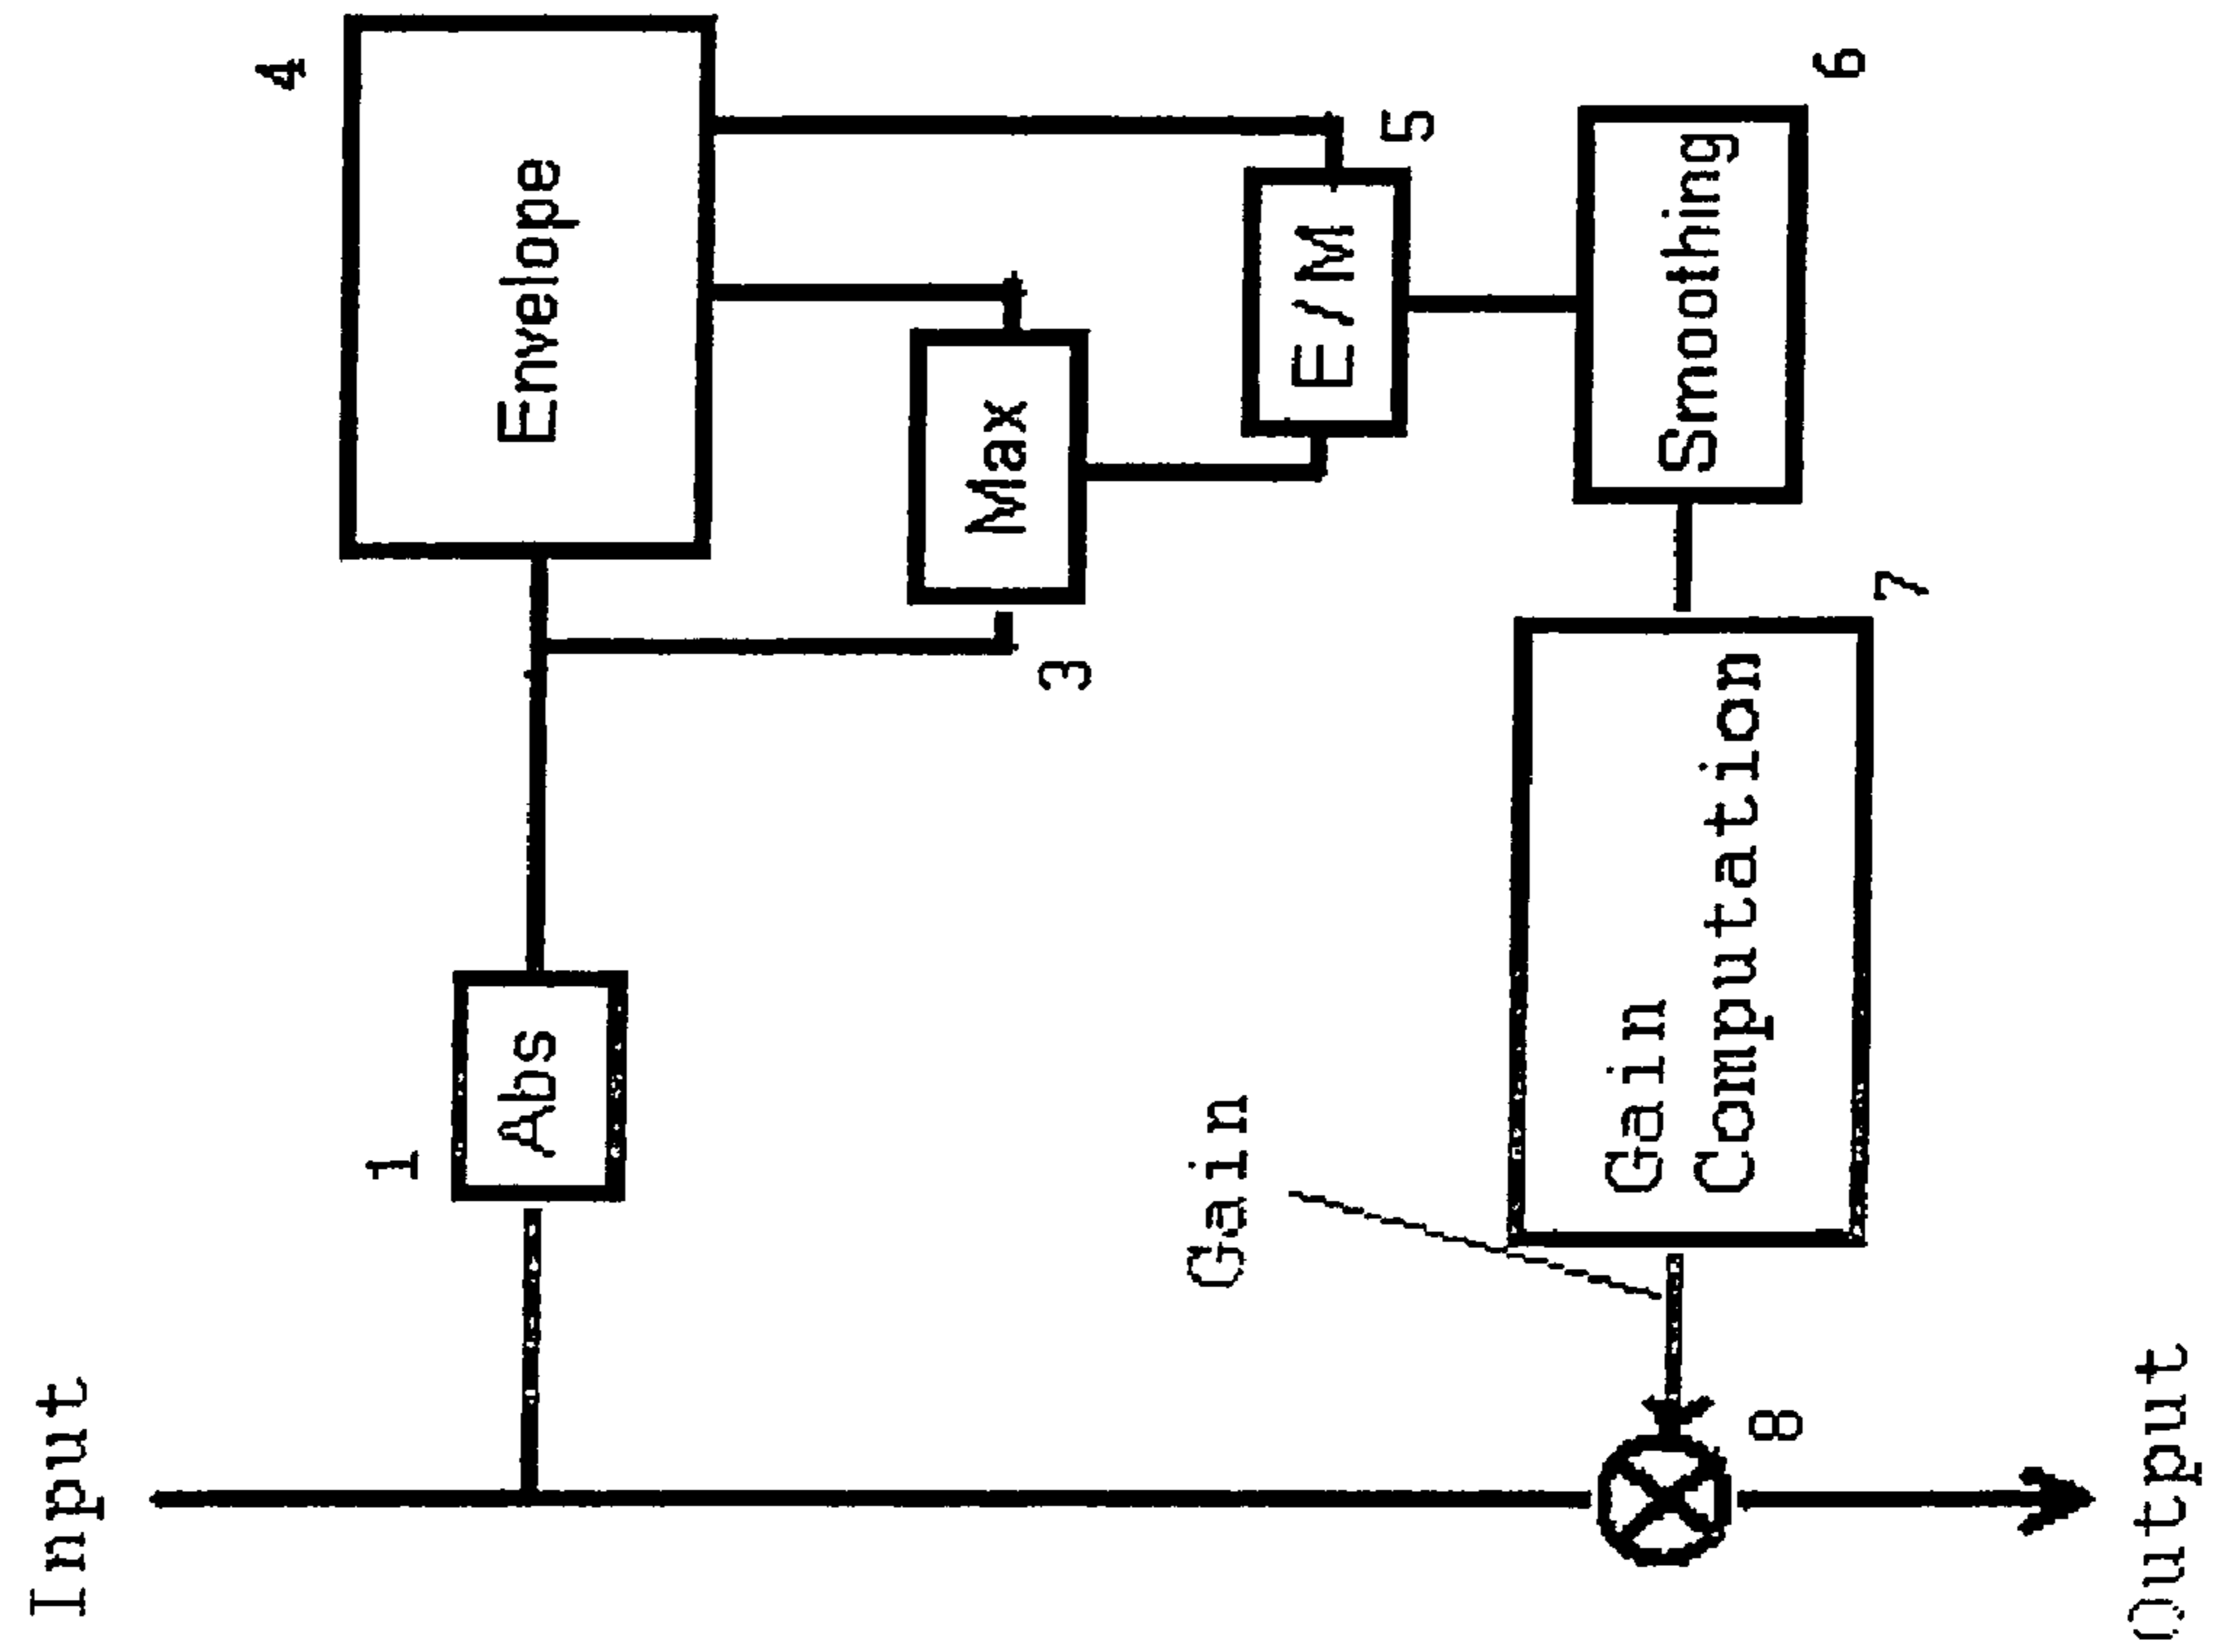 Input
1
Abs
4
Envelope
3
Max
5
E/M
6
Smoothing
7
Gain
Computation
Gain
8
Output